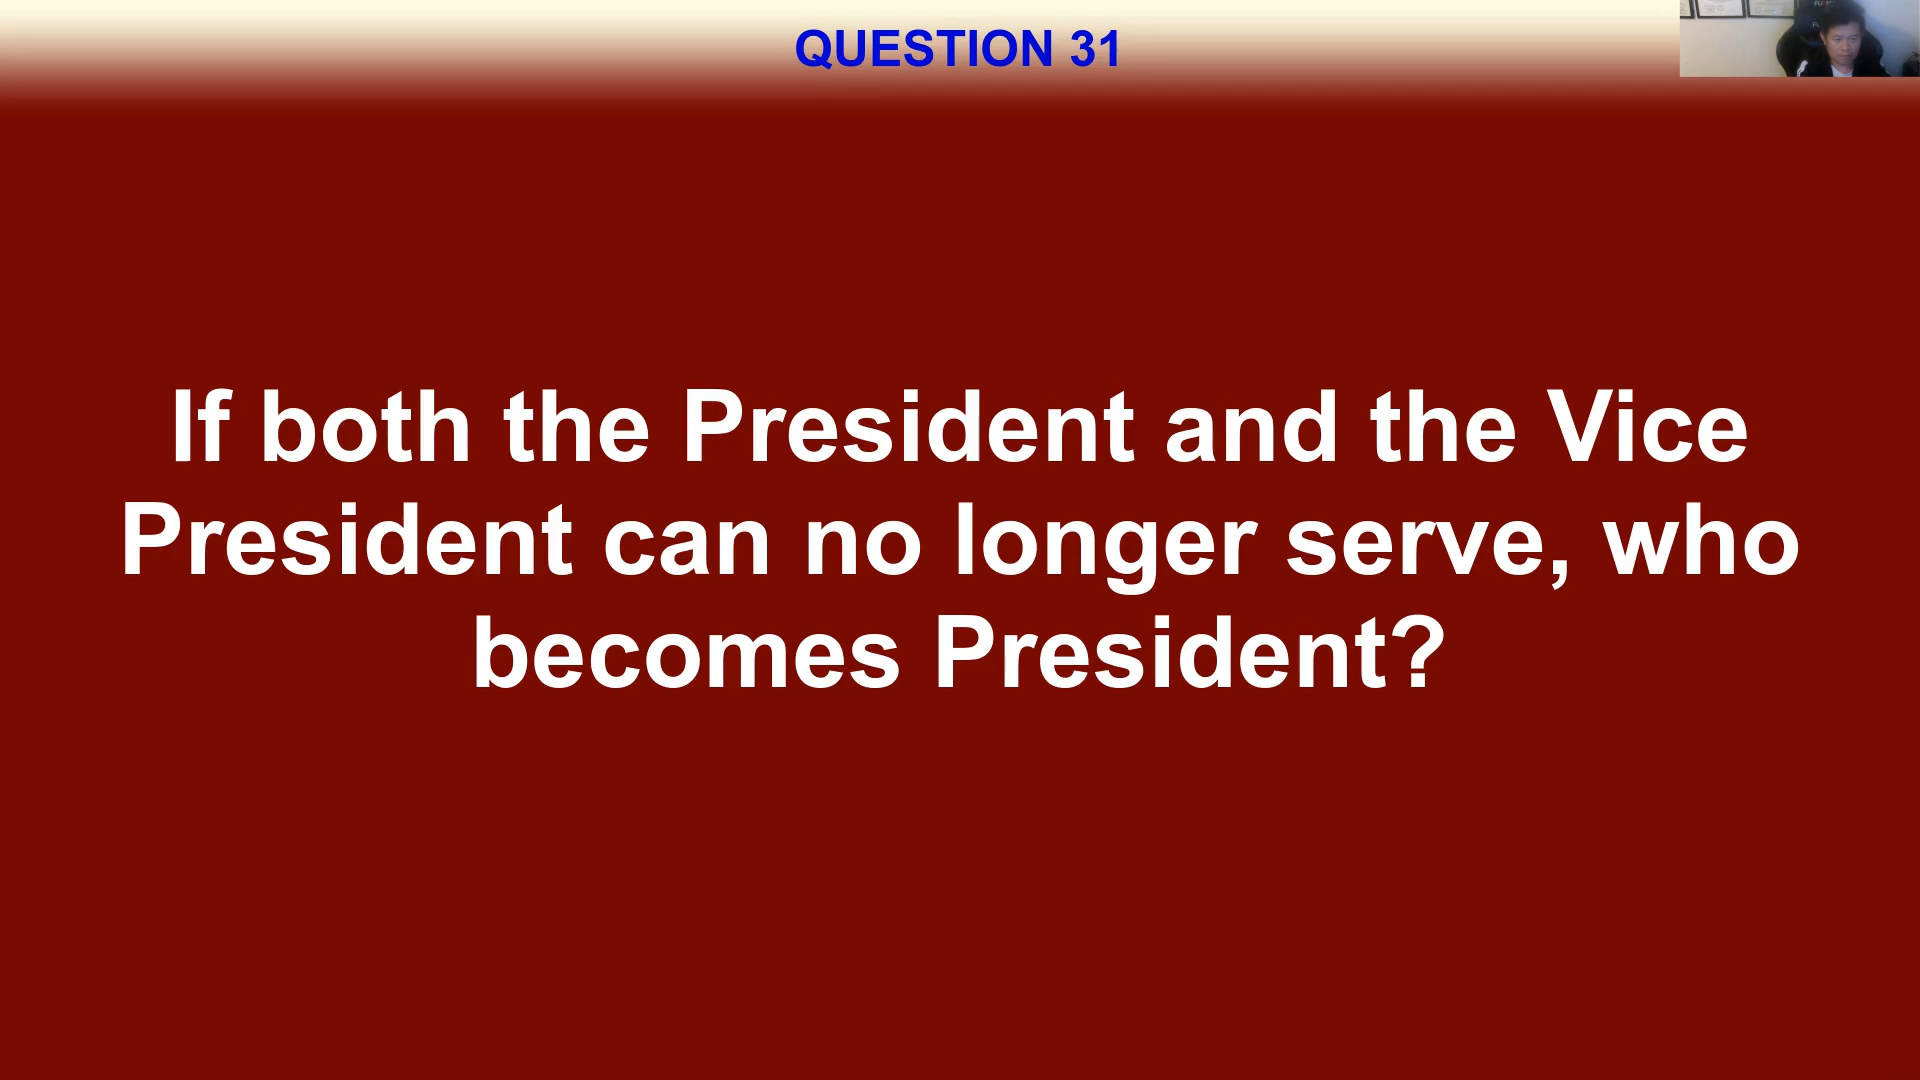 QUESTION 31
If both the President and the Vice
President can no longer serve, who
becomes President?